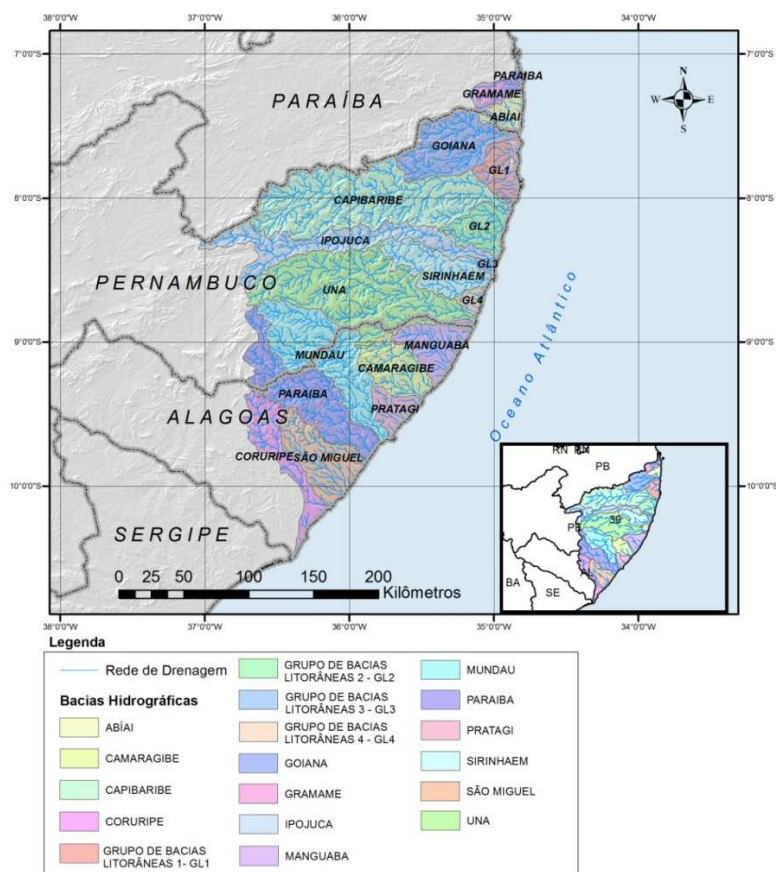 38°0'0"W 37°0'0"W 36°0'0"W 35°0'0"W 34°0'0"W
7°0'0"S 7°0'0"S
PARAIBA
GRAMAME
PARAÍBA
ABÍAI
N
W E
S
GOIANA
GL1
8°0'0"S 8°0'0"S
CAPIBARIBE
GL2
IPOJUCA
GL3
SIRINHAEM
PERNAMBUCO
UNA
GL4
9°0'0"S 9°0'0"S
MANGUABA
MUNDAU
CAMARAGIBE
Oceano Atlântico
PARAIBA
PRATAGI
ALAGOAS
CORURIPE SÃO MIGUEL
10°0'0"S 10°0'0"S
SERGIPE
RN
PB
39
PE
AL
BA
SE
0 25 50 100 150 200
Kilômetros
38°0'0"W 37°0'0"W 36°0'0"W 35°0'0"W 34°0'0"W
Legenda
Rede de Drenagem
Bacias Hidrográficas
ABÍAI
CAMARAGIBE
CAPIBARIBE
CORURIPE
GRUPO DE BACIAS
LITORÂNEAS 1- GL1
GRUPO DE BACIAS
LITORÂNEAS 2 - GL2
GRUPO DE BACIAS
LITORÂNEAS 3 - GL3
GRUPO DE BACIAS
LITORÂNEAS 4 - GL4
GOIANA
GRAMAME
IPOJUCA
MANGUABA
MUNDAU
PARAIBA
PRATAGI
SIRINHAEM
SÃO MIGUEL
UNA